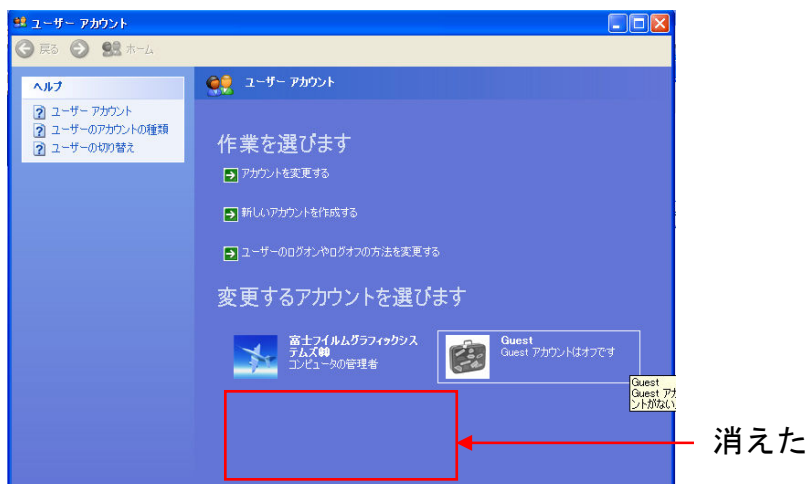 ユーザー アカウント
戻る
ホーム
ヘルプ
ユーザー アカウント
ユーザーのアカウントの種類
ユーザーの切り替え
ユーザー アカウント
作業を選びます
アカウントを変更する
新しいアカウントを作成する
ユーザーのログオンやログオフの方法を変更する
変更するアカウントを選びます
富士フイルムグラフィックシス
テムズ㈱
コンピュータの管理者
Guest
Guest アカウントはオフです
Guest
Guest アカ
ントがない
消えた